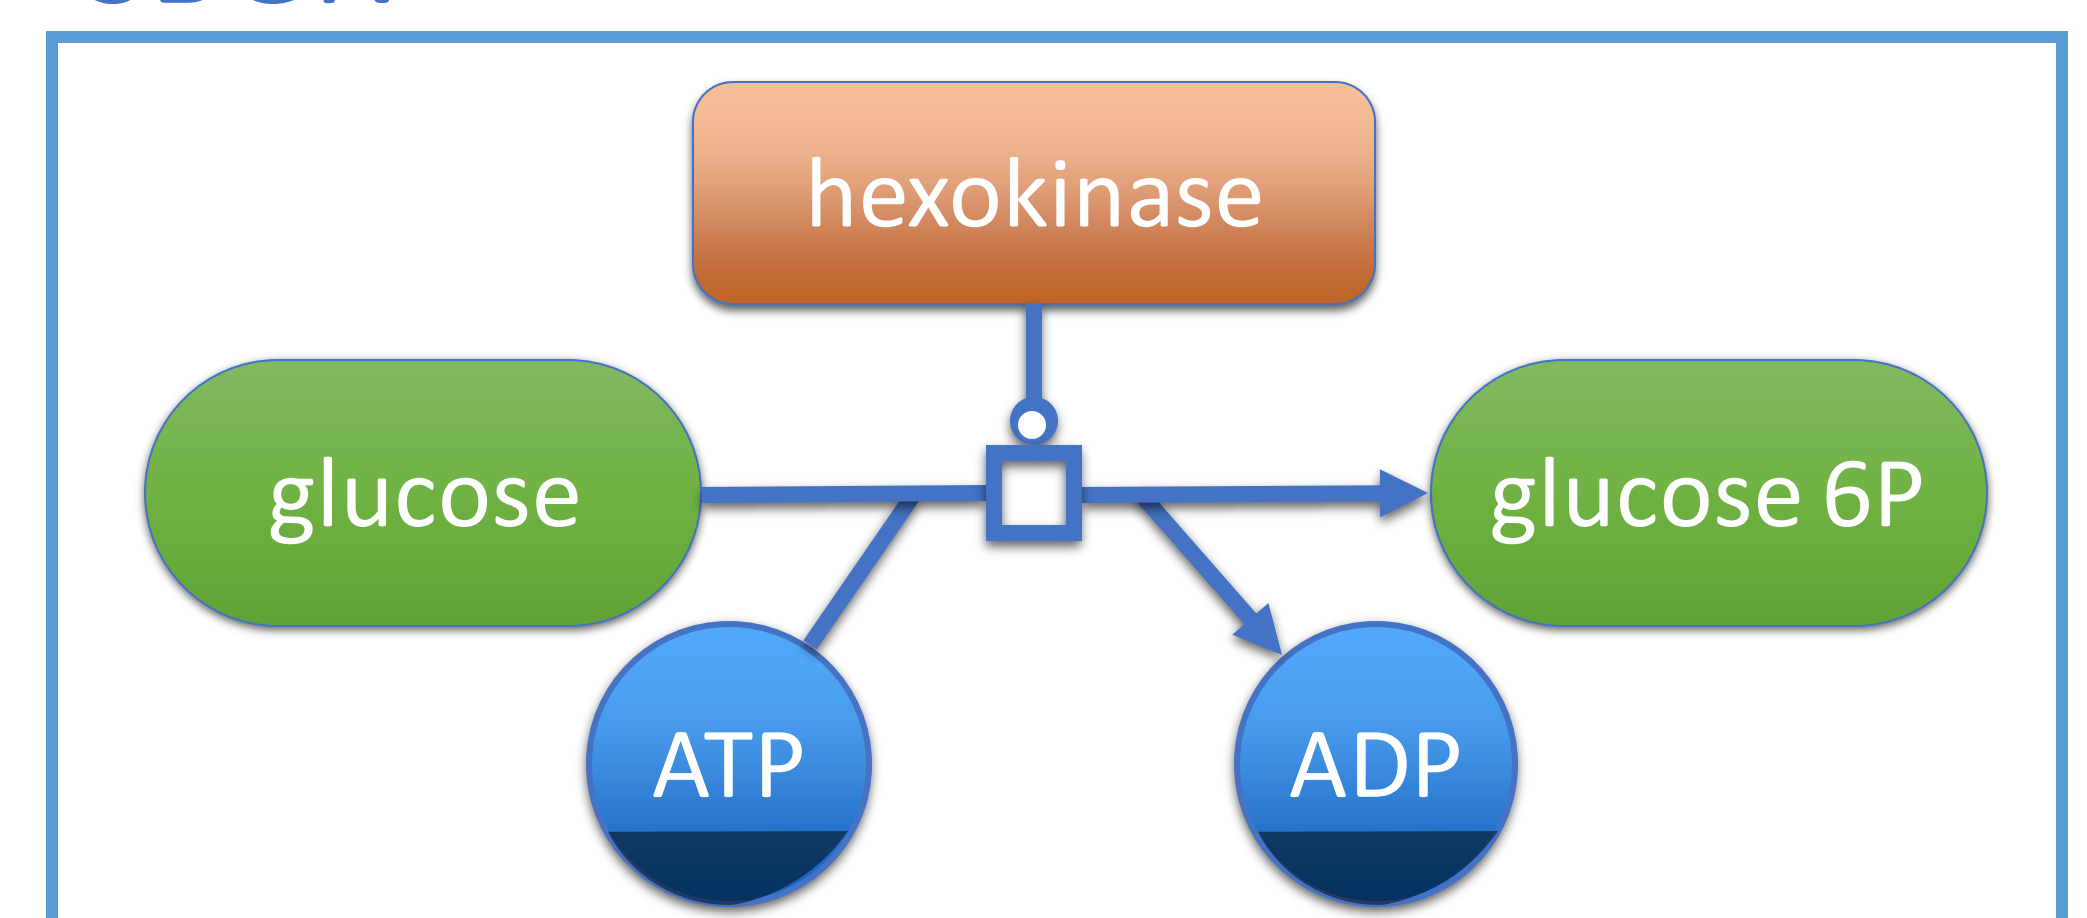 hexokinase
glucose
glucose 6P
ATP
ADP